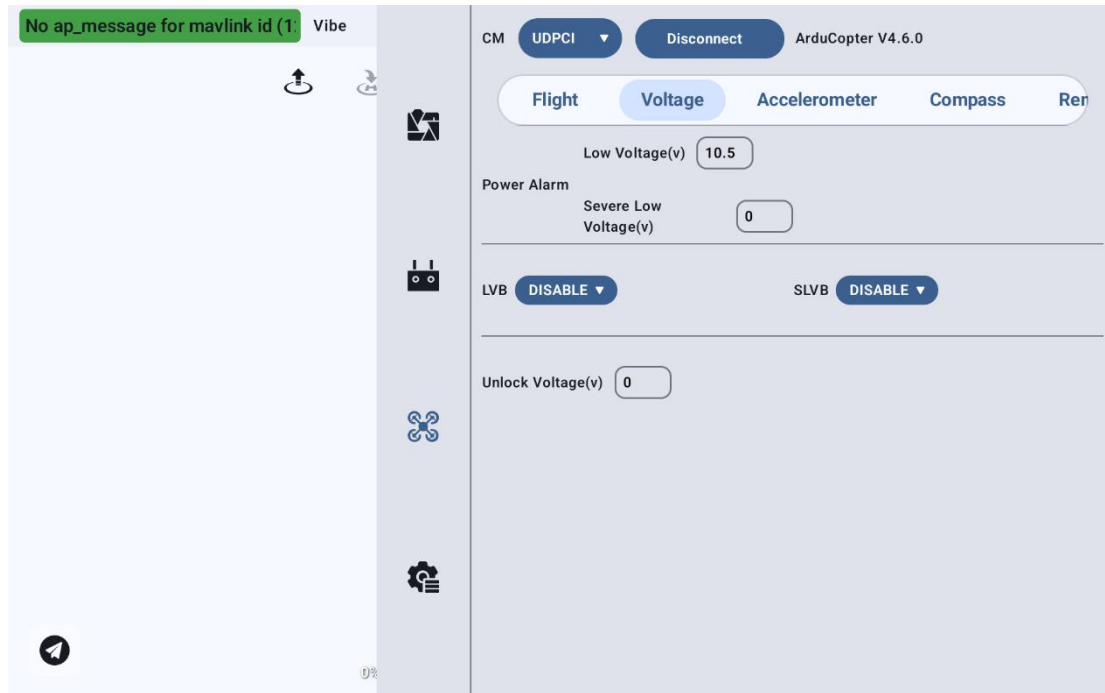 No ap_message for mavlink id (1 Vibe
CM UDPCI Disconnect ArduCopter V4.6.0
Flight Voltage Accelerometer Compass Rem
Low Voltage(v) 10.5
Power Alarm
Severe Low
Voltage(v) 0
LVB DISABLE SLVB DISABLE
Unlock Voltage(v) 0
0%